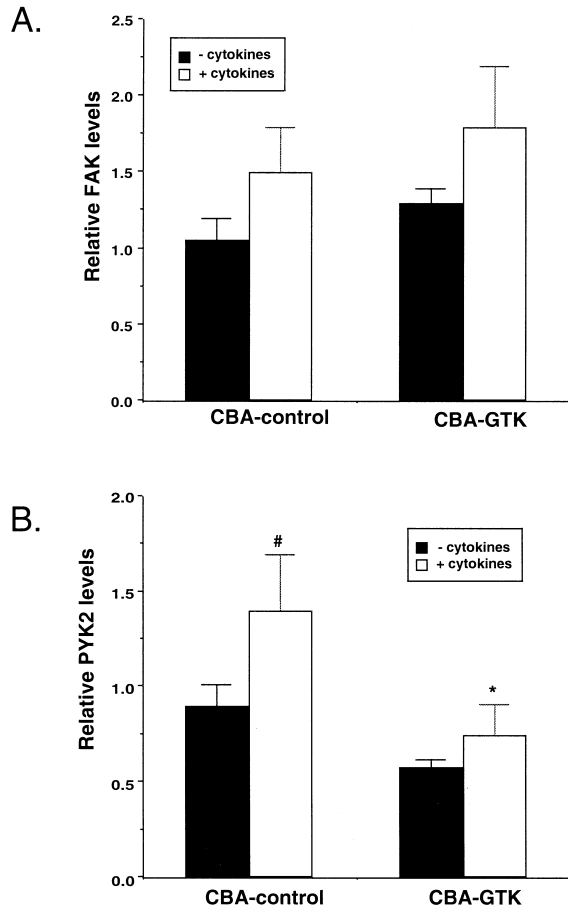 A.
2.5
2.0
1.5
1.0
0.5
0.0
Relative FAK levels
- cytokines
+ cytokines
CBA-control CBA-GTK
B.
2.0
1.5
1.0
0.5
0.0
Relative PYK2 levels
#
*
- cytokines
+ cytokines
CBA-control CBA-GTK